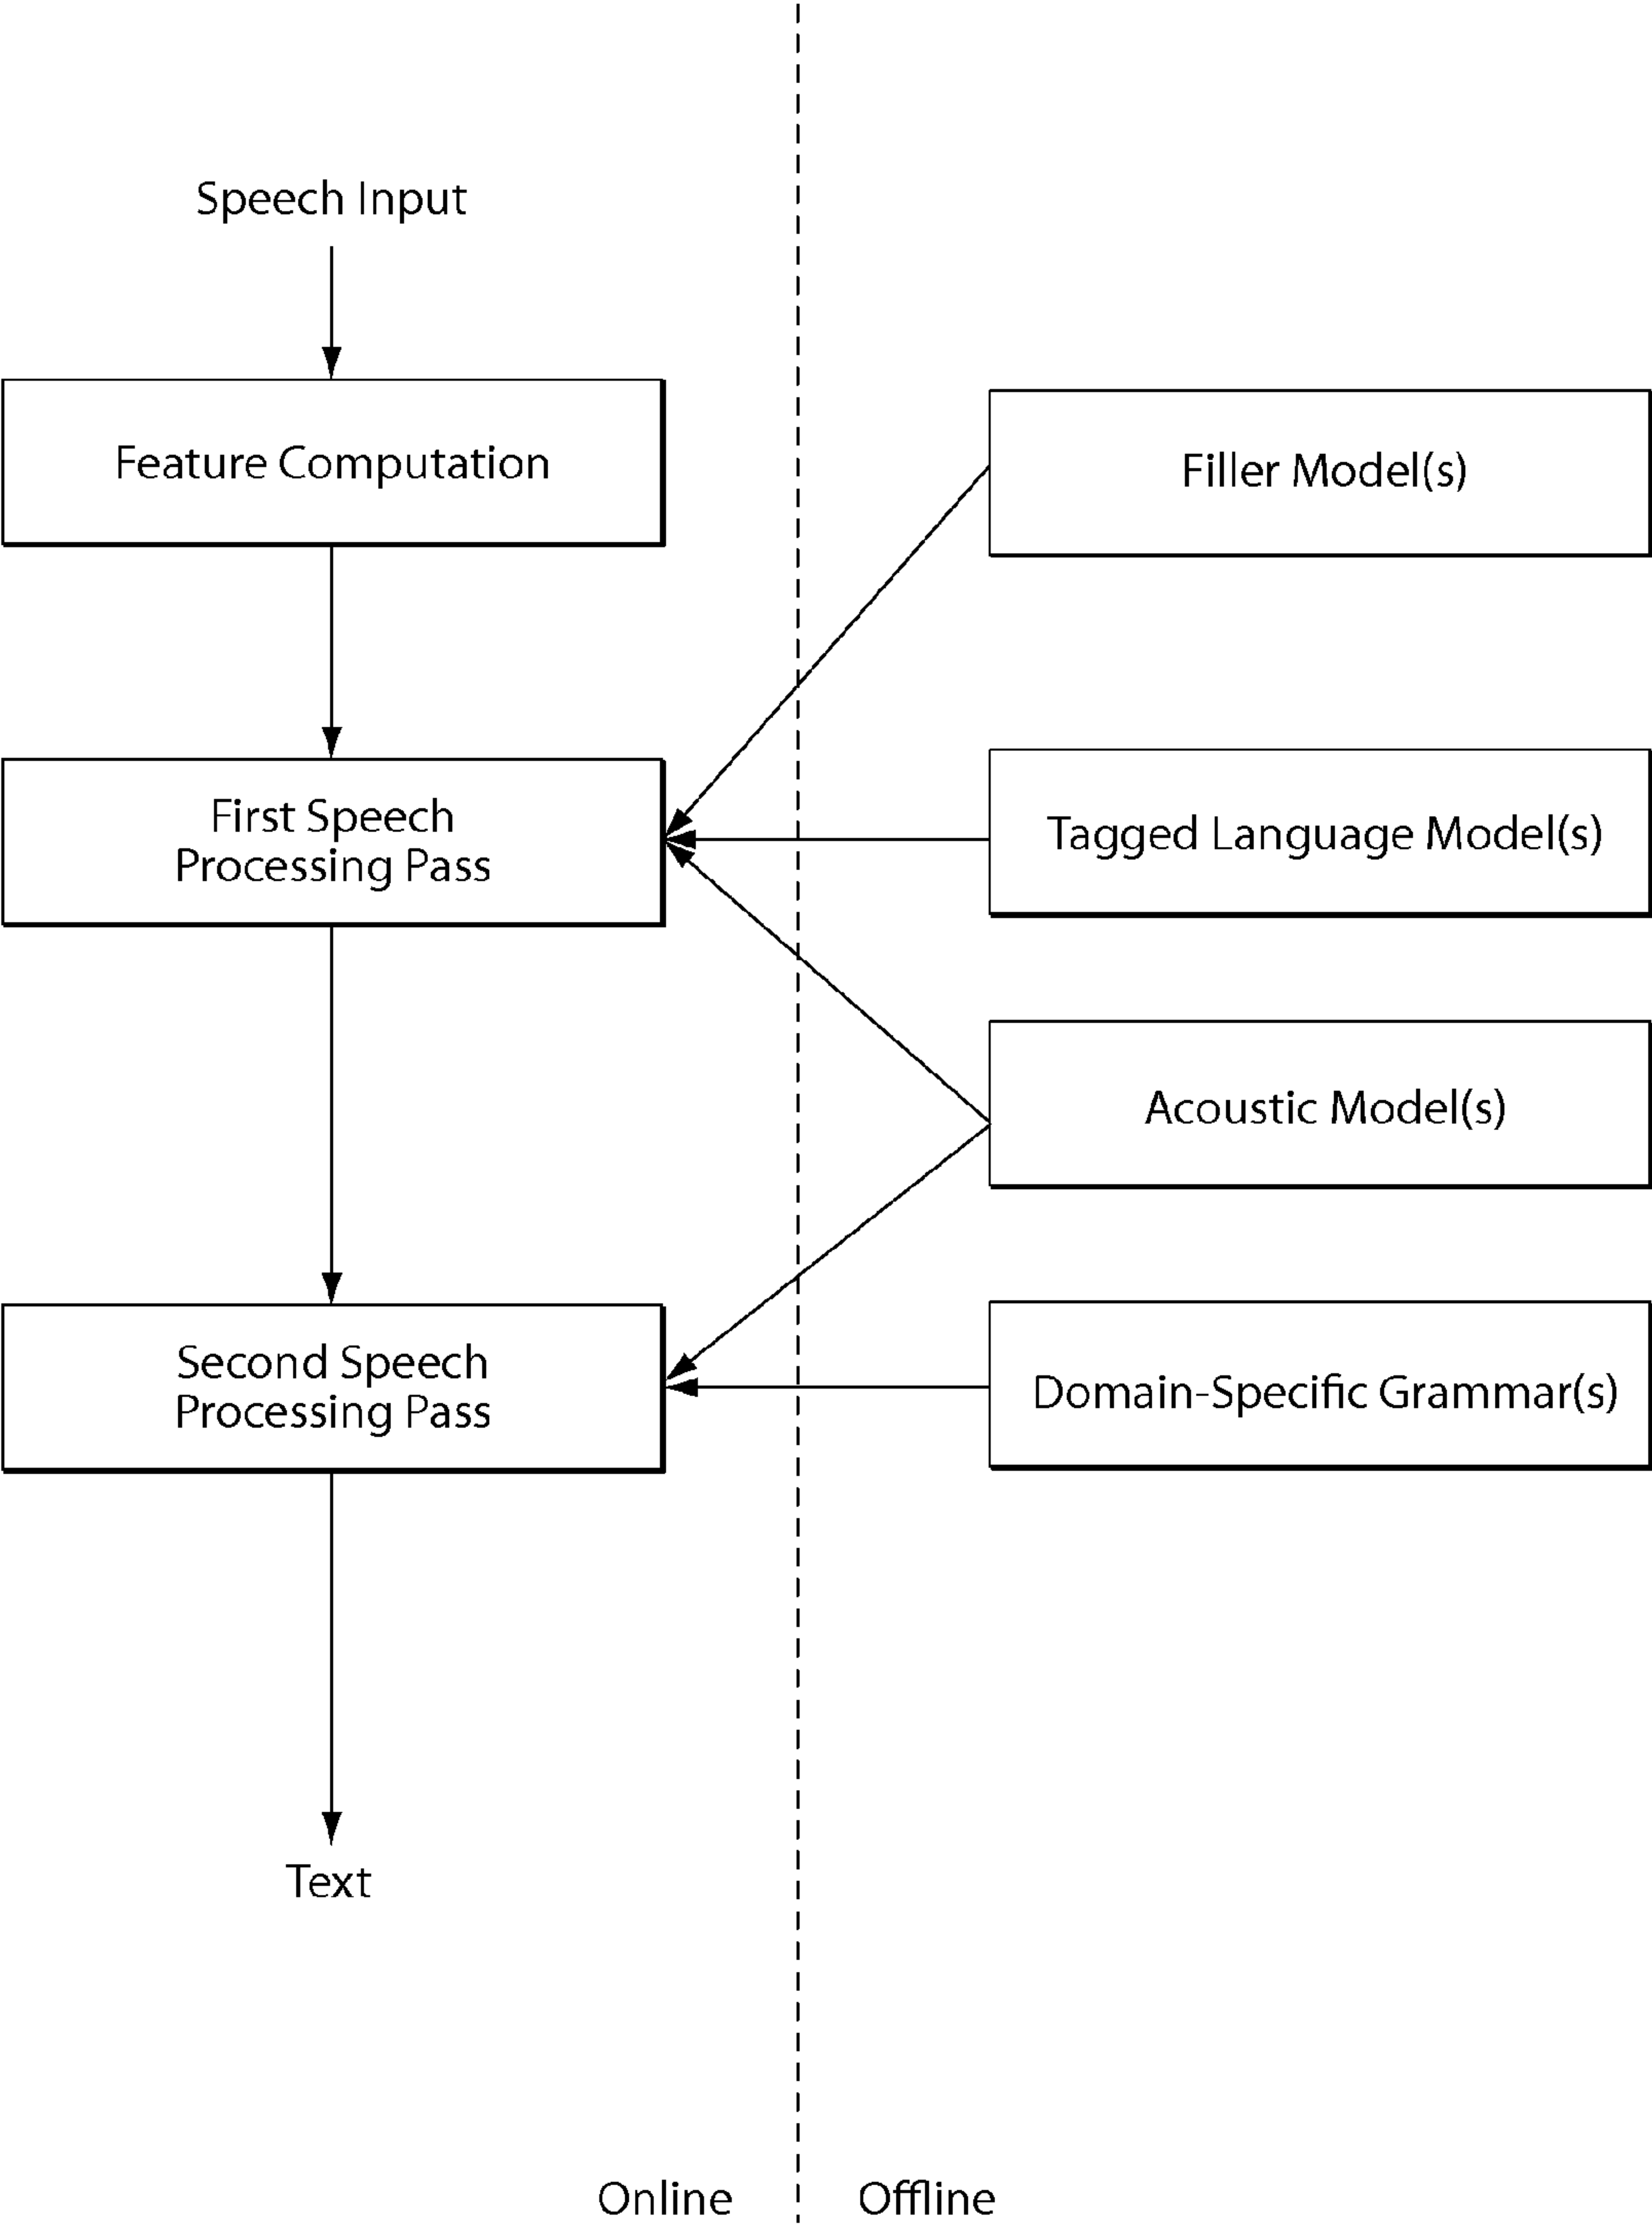 Speech Input
Feature Computation
Filler Model(s)
First Speech
Processing Pass
Tagged Language Model(s)
Acoustic Model(s)
Second Speech
Processing Pass
Domain-Specific Grammar(s)
Text
Online
Offline